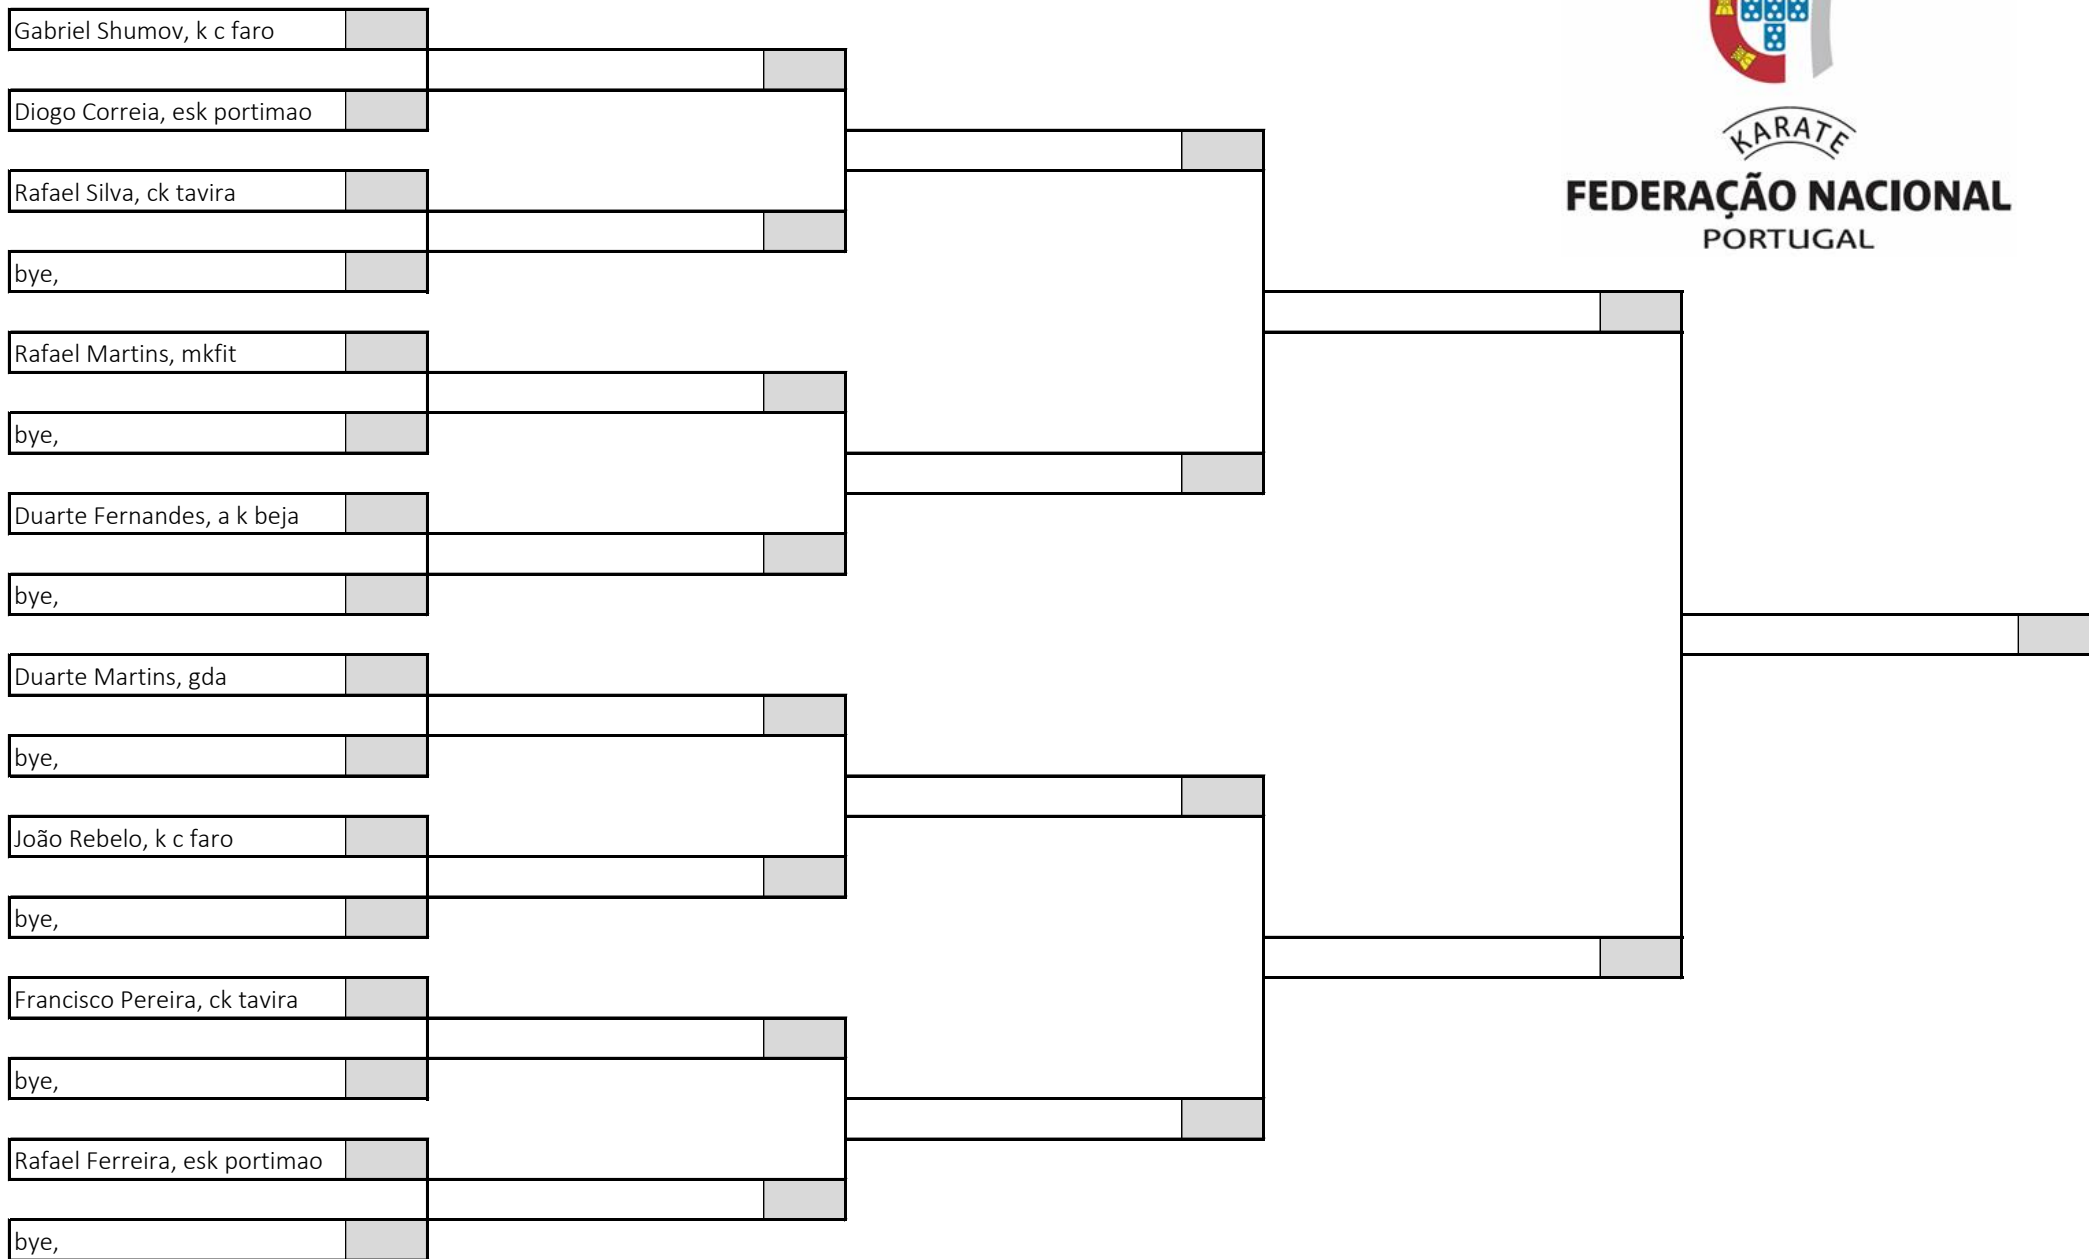 Gabriel Shumov, k c faro
Diogo Correia, esk portimao
Rafael Silva, ck tavira
bye,
Rafael Martins, mkfit
bye,
Duarte Fernandes, a k beja
bye,
Duarte Martins, gda
bye,
João Rebelo, k c faro
bye,
Francisco Pereira, ck tavira
bye,
Rafael Ferreira, esk portimao
bye,
KARATE
FEDERAÇÃO NACIONAL
PORTUGAL